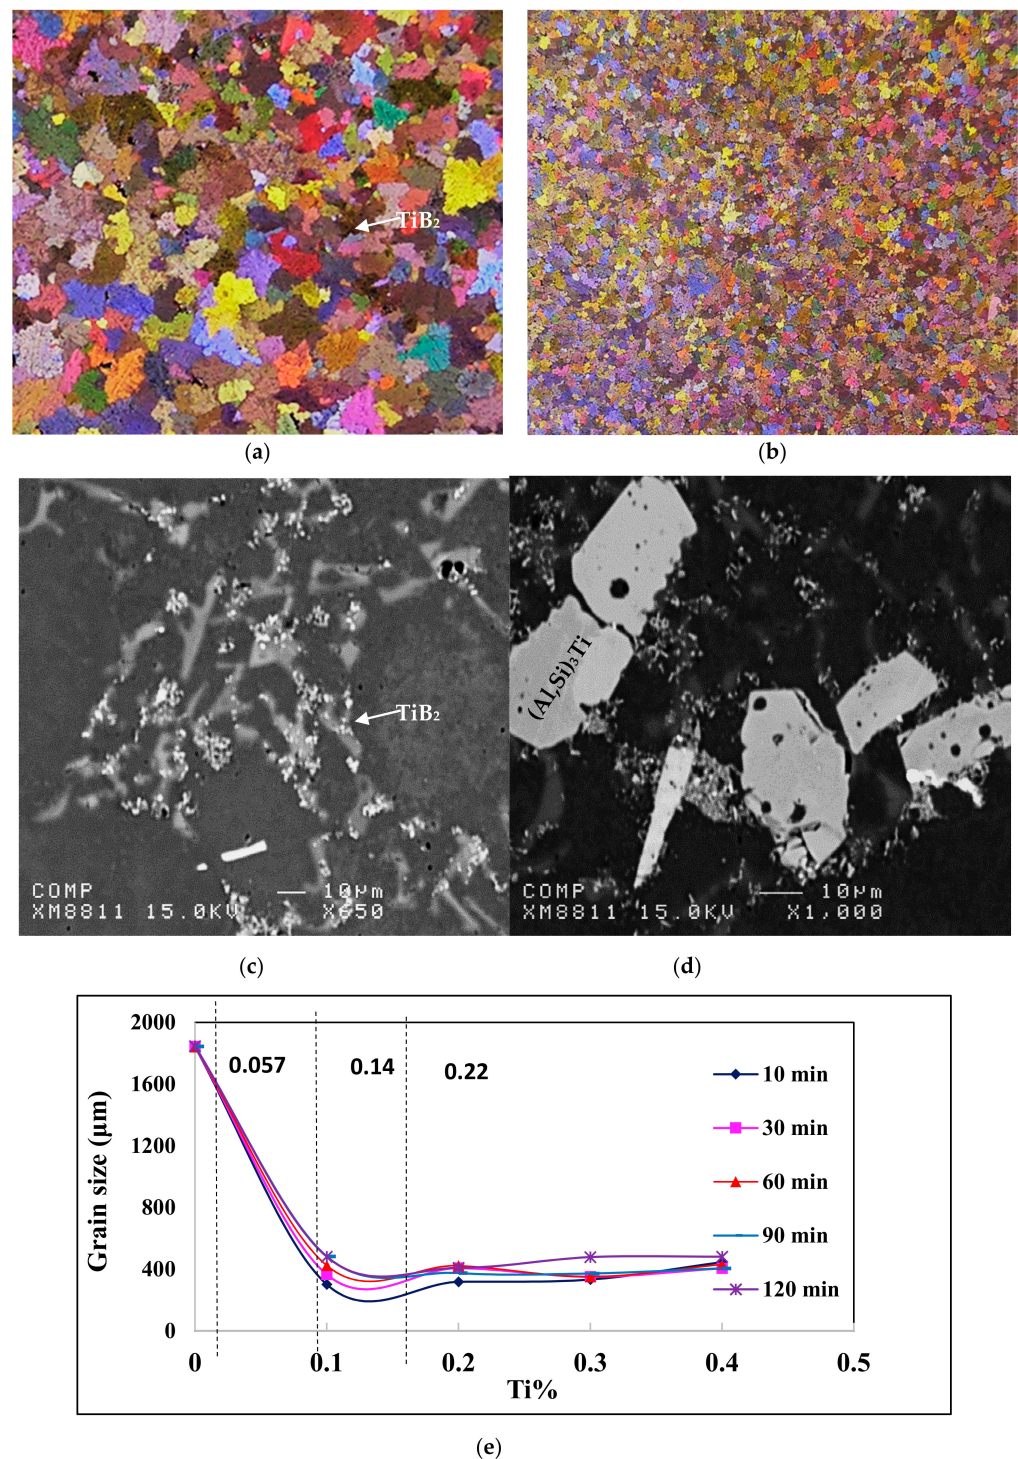 TiB₂
(a)
(b)
(Al,Si)₃Ti
TiB₂
COMP 10μm
XM8811 15.0KV X650
COMP 10μm
XM8811 15.0KV X1,000
(c)
(d)
2000
1600
1200
800
400
0
Grain size (μm)
0.057
0.14
0.22
10 min
30 min
60 min
90 min
120 min
0 0.1 0.2 0.3 0.4 0.5
Ti%
(e)